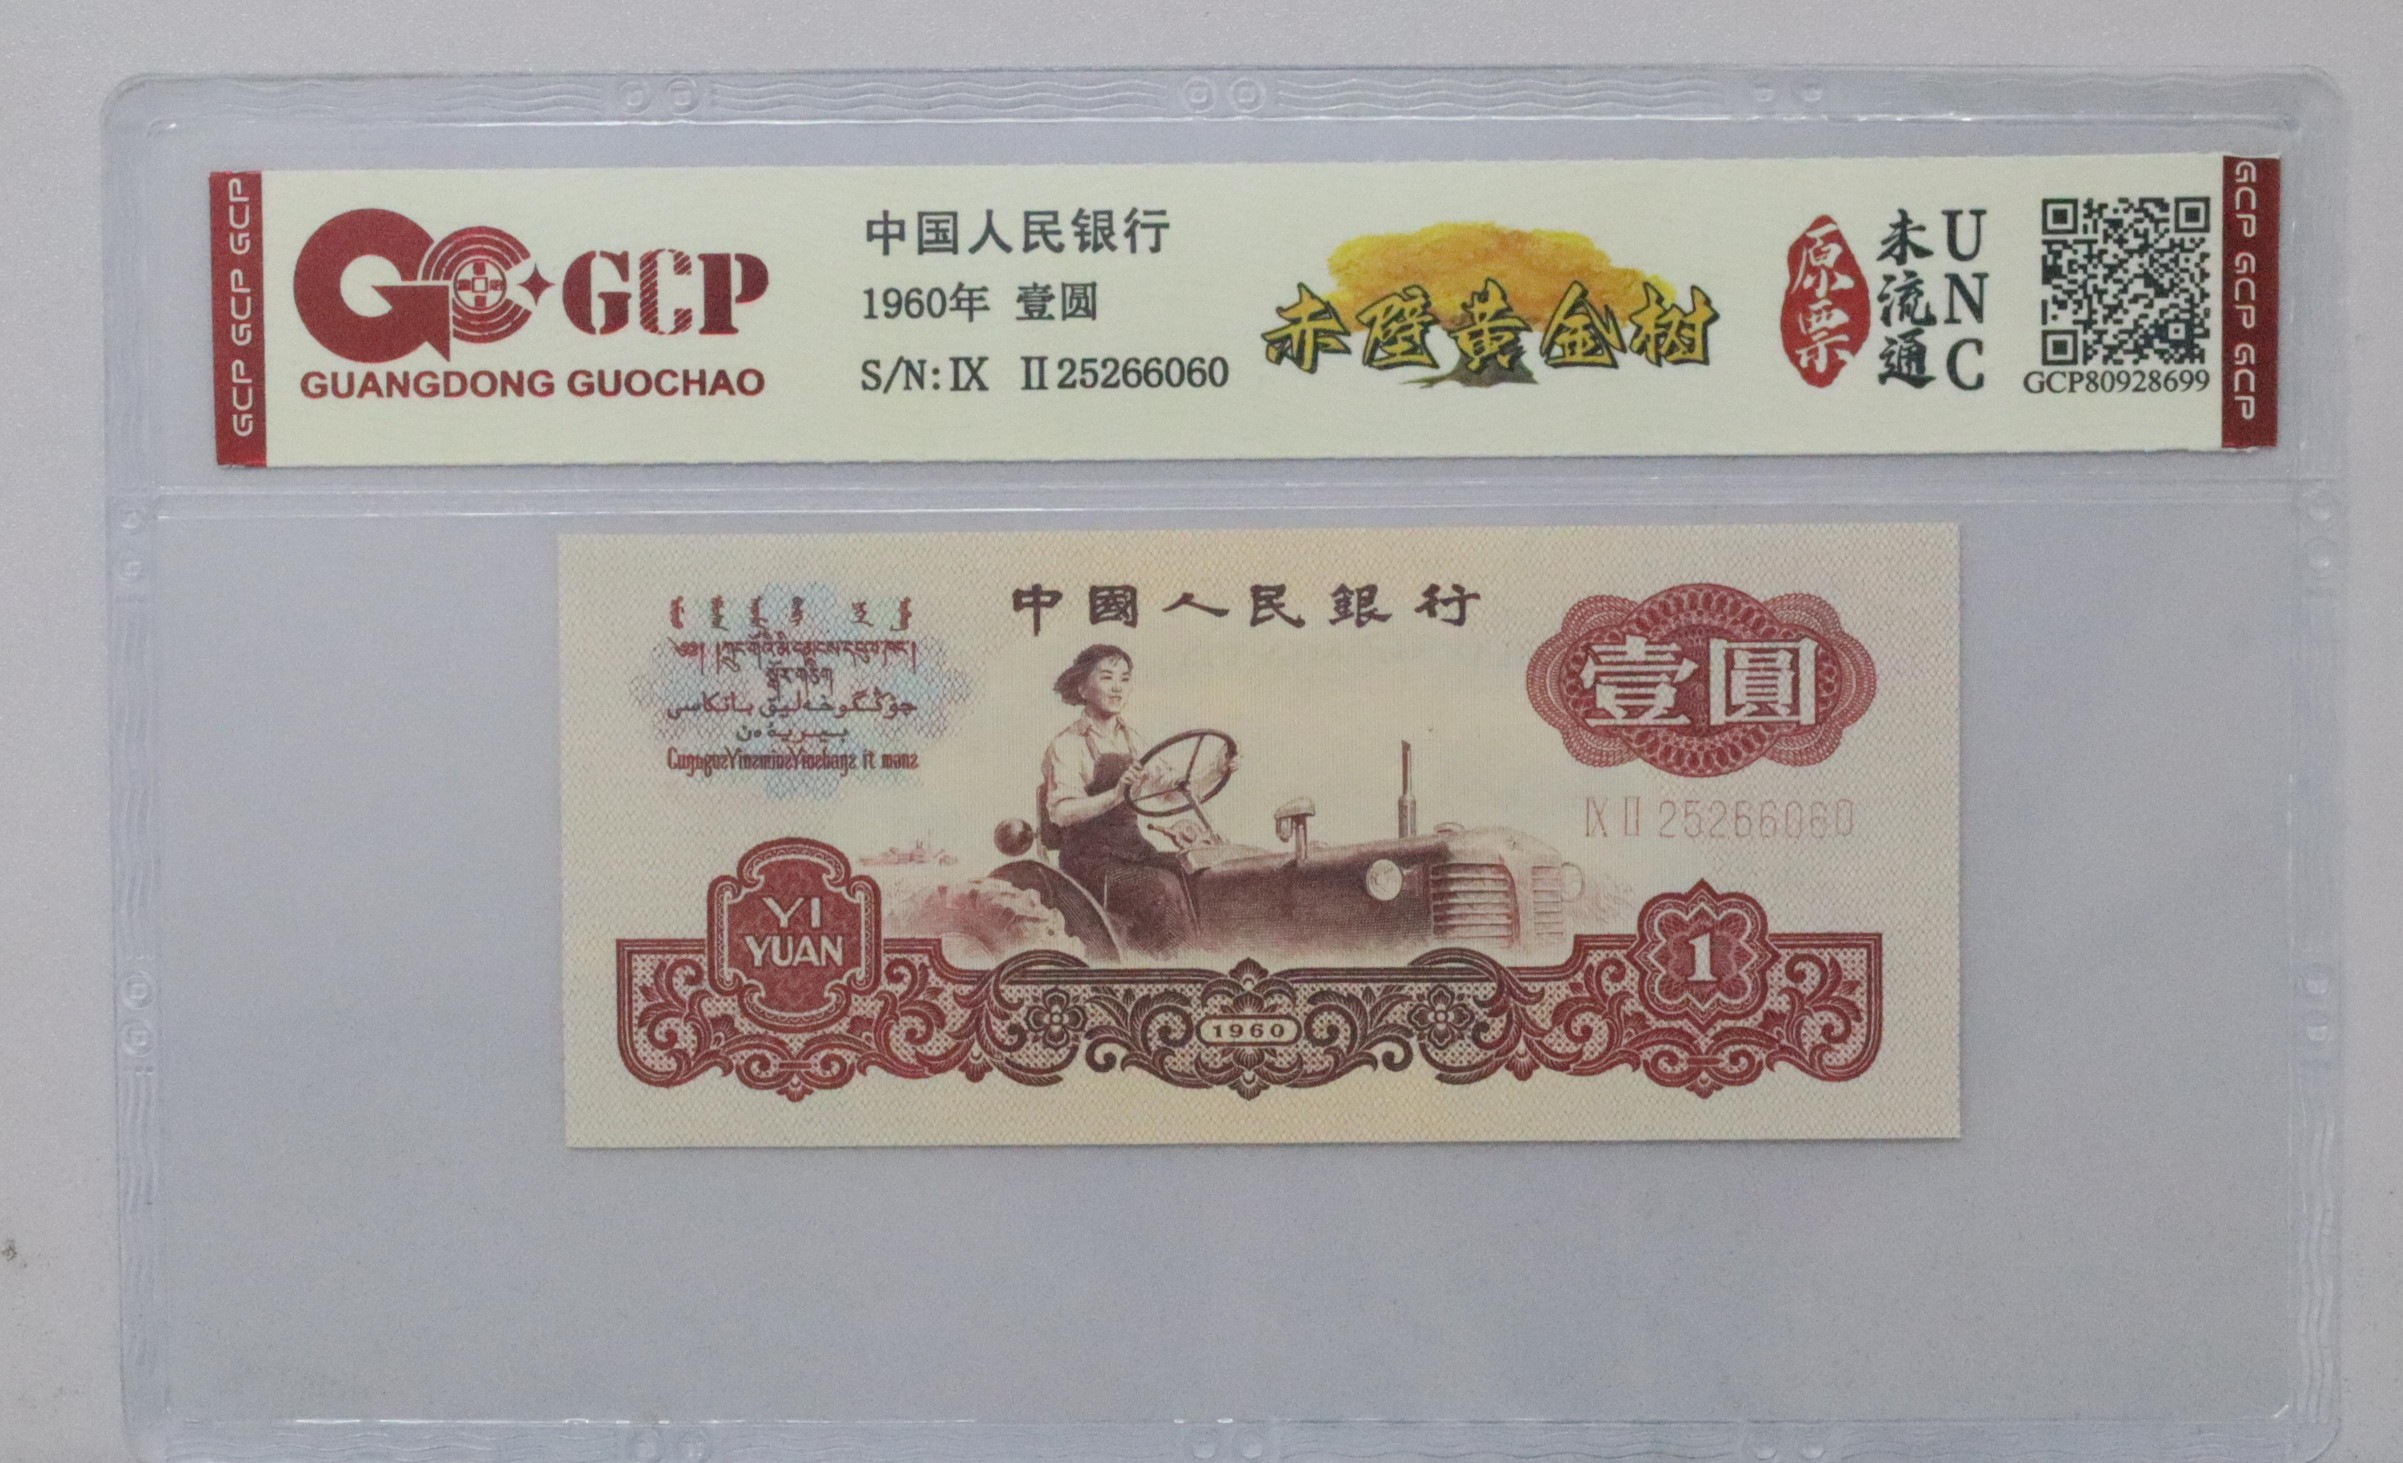 GCP GCP GCP
GCP
GUANGDONG GUOCHAO
中国人民银行
1960年 壹圆
S/N: IX II 25266060
赤壁黄金树
原票
未流通
UNC
GCP80928699
GCP GCP GCP
中國人民銀行
壹圓
IX II 25266060
YI
YUAN
1
1960